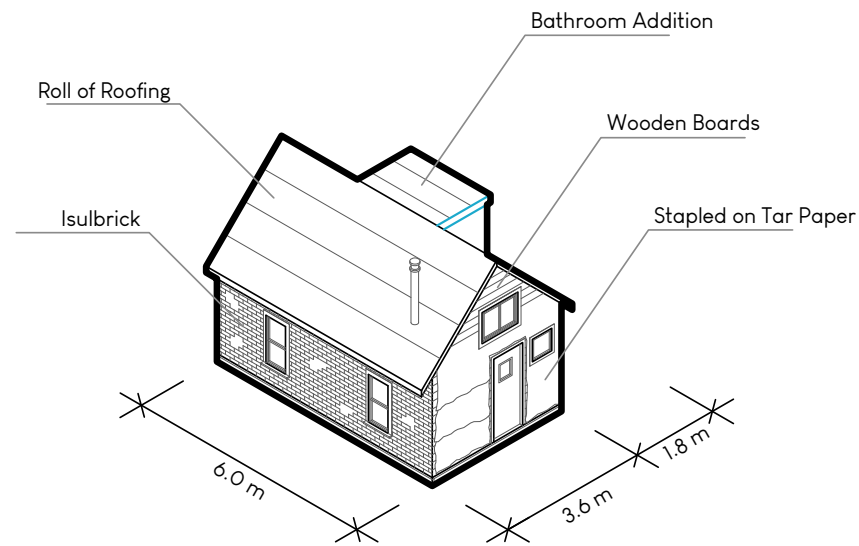 Bathroom Addition
Roll of Roofing
Wooden Boards
Isulbrick
Stapled on Tar Paper
6.0 m
3.6 m
1.8 m